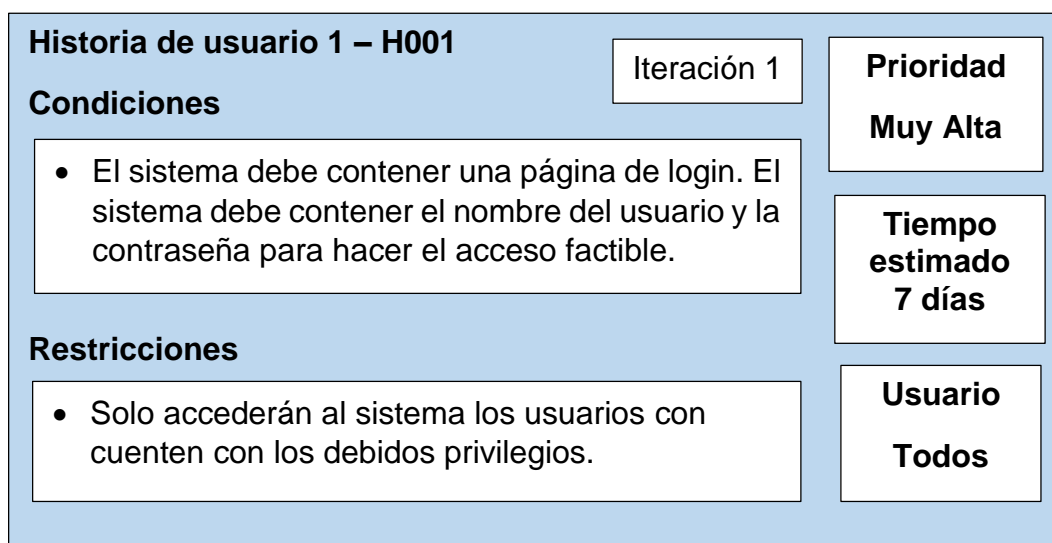 Historia de usuario 1 – H001
Iteración 1
Condiciones
• El sistema debe contener una página de login. El
sistema debe contener el nombre del usuario y la
contraseña para hacer el acceso factible.
Restricciones
• Solo accederán al sistema los usuarios con
cuenten con los debidos privilegios.
Prioridad
Muy Alta
Tiempo
estimado
7 días
Usuario
Todos